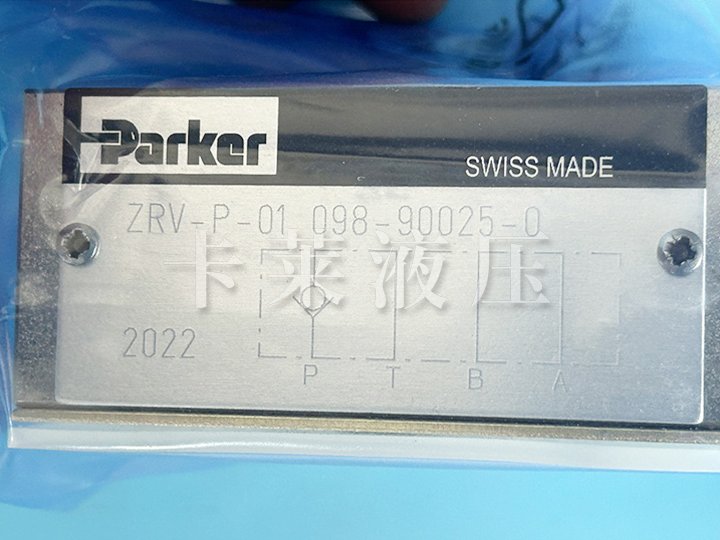 Parker
SWISS MADE
ZRV-P-01 098-90025-0
卡莱液压
2022
P T B A